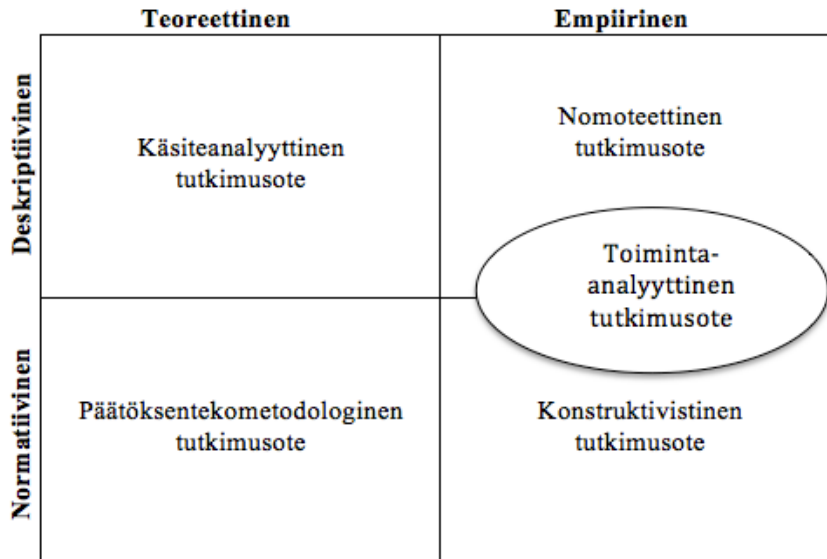 Teoreettinen
Empiirinen
Deskriptiivinen
Käsiteanalyyttinen
tutkimusote
Nomoteettinen
tutkimusote
Toiminta-
analyyttinen
tutkimusote
Normatiivinen
Päätöksentekometodologinen
tutkimusote
Konstruktivistinen
tutkimusote